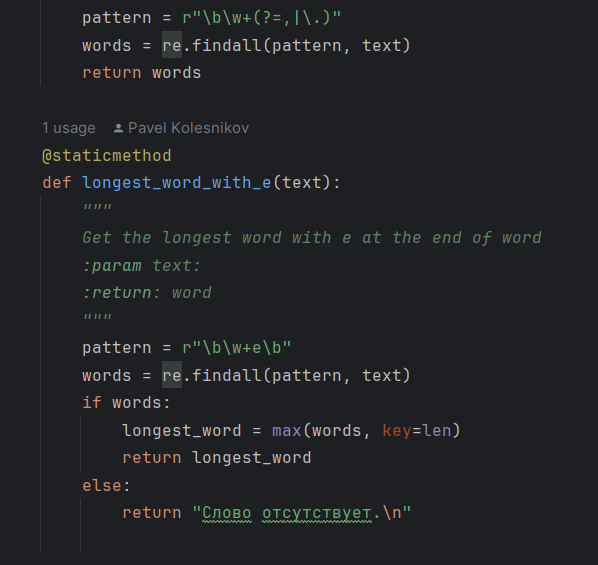 pattern = r"\b\w+(?=,|\.)"
words = re.findall(pattern, text)
return words
1 usage Pavel Kolesnikov
@staticmethod
def longest_word_with_e(text):
"""
Get the longest word with e at the end of word
:param text:
:return: word
"""
pattern = r"\b\w+e\b"
words = re.findall(pattern, text)
if words:
longest_word = max(words, key=len)
return longest_word
else:
return "Слово отсутствует.\n"